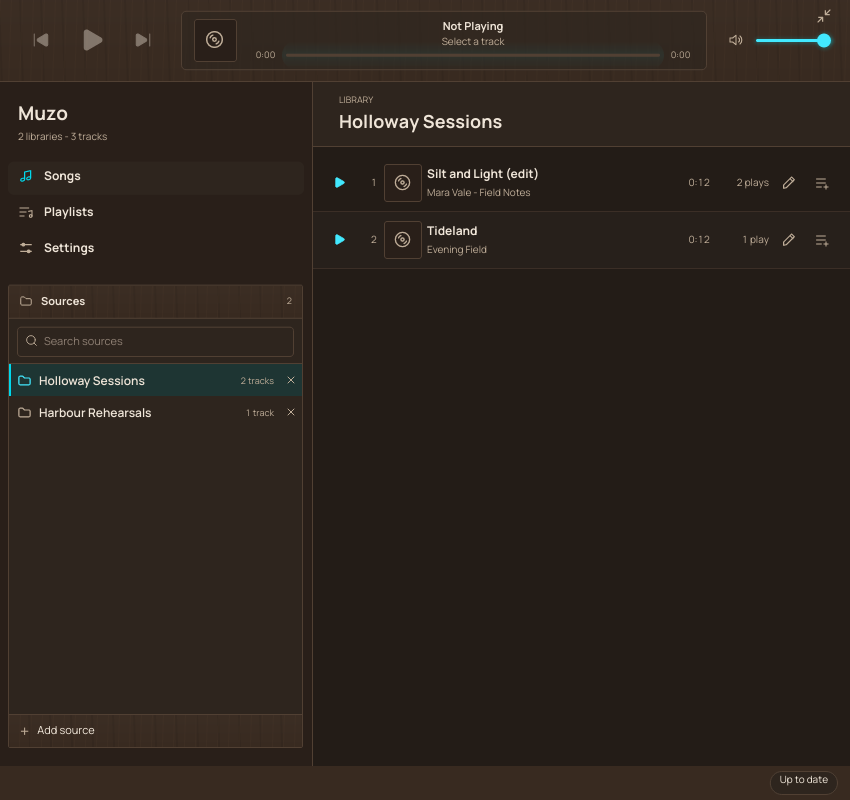 Not Playing
Select a track
0:00
0:00
Muzo
2 libraries - 3 tracks
Songs
Playlists
Settings
Sources
2
Search sources
Holloway Sessions
2 tracks
Harbour Rehearsals
1 track
Add source
LIBRARY
Holloway Sessions
1
Silt and Light (edit)
Mara Vale - Field Notes
0:12
2 plays
2
Tideland
Evening Field
0:12
1 play
Up to date